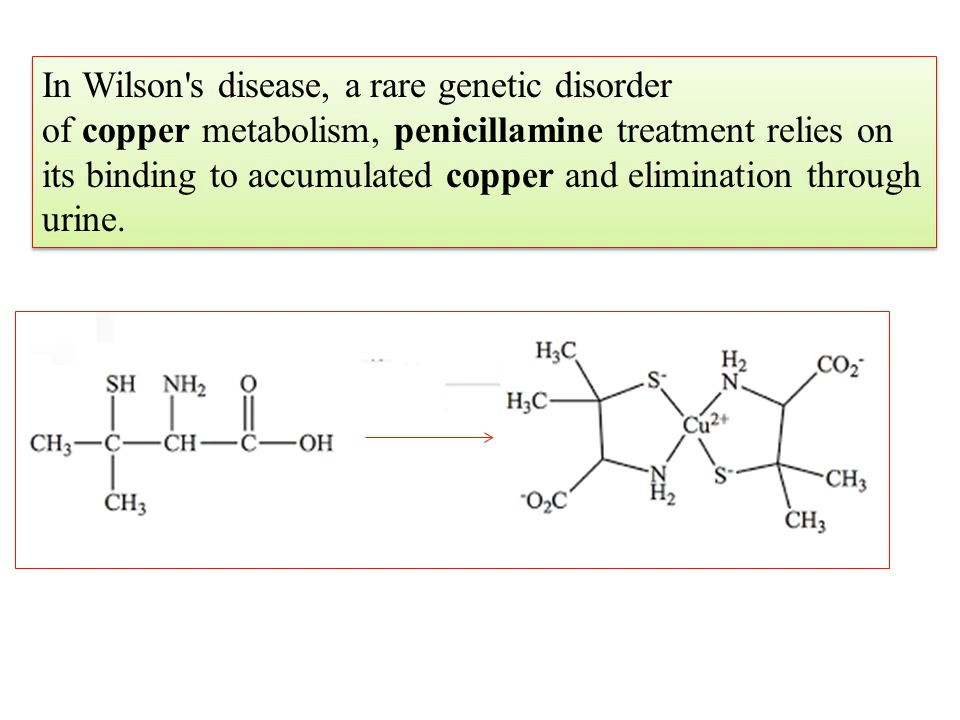 In Wilson's disease, a rare genetic disorder
of copper metabolism, penicillamine treatment relies on
its binding to accumulated copper and elimination through
urine.
SH NH₂ O
CH₃—C—CH—C—OH
CH₃
H₃C
H₃C
S⁻
H₂
N
CO₂⁻
Cu²⁺
⁻O₂C
N
H₂
S⁻
CH₃
CH₃